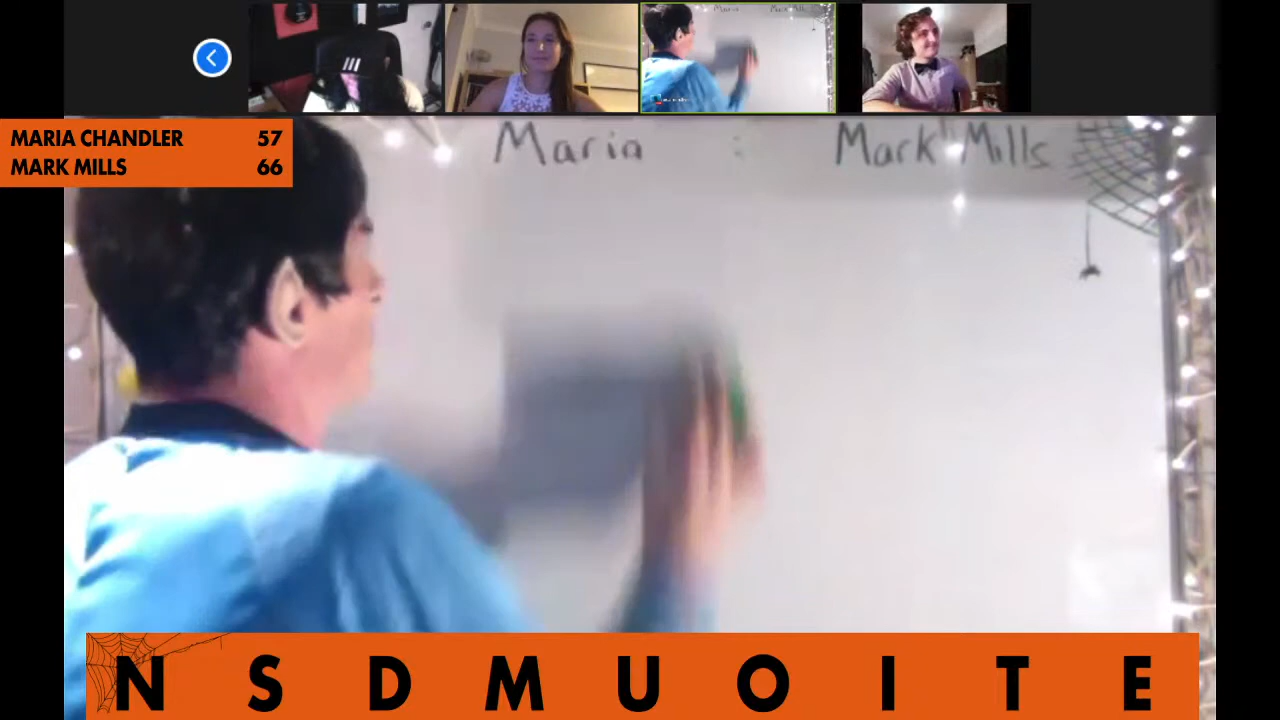 MARIA CHANDLER 57
MARK MILLS 66
Maria : Mark Mills
N S D M U O I T E